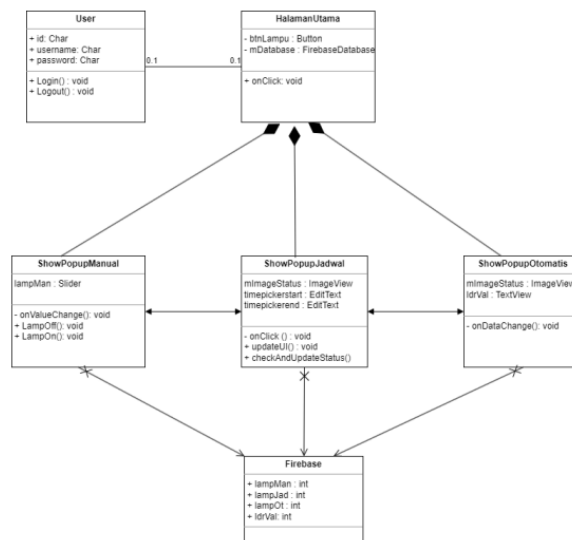 User
+ id: Char
+ username: Char
+ password: Char
+ Login() : void
+ Logout() : void
0.1
0.1
HalamanUtama
- btnLampu : Button
- mDatabase : FirebaseDatabase
+ onClick: void
ShowPopupManual
lampMan : Slider
- onValueChange(): void
+ LampOff(): void
+ LampOn(): void
ShowPopupJadwal
mImageStatus : ImageView
timepickerstart : EditText
timepickerend : EditText
- onClick () : void
+ updateUI() : void
+ checkAndUpdateStatus()
ShowPopupOtomatis
mImageStatus : ImageView
ldrVal : TextView
- onDataChange(): void
Firebase
+ lampMan : int
+ lampJad : int
+ lampOt : int
+ ldrVal: int